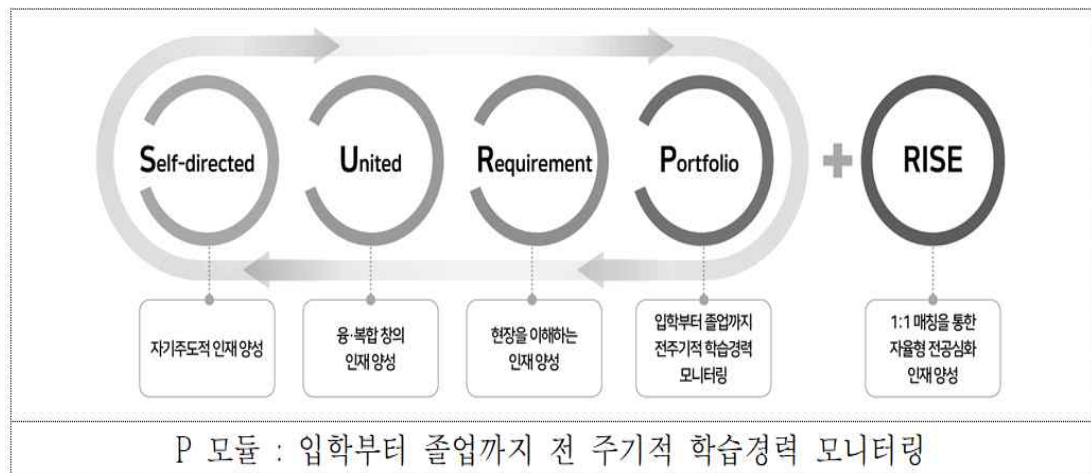 Self-directed
United
Requirement
Portfolio
+
RISE
자기주도적 인재 양성
융·복합 창의
인재 양성
현장을 이해하는
인재 양성
입학부터 졸업까지
전주기적 학습경력
모니터링
1:1 매칭을 통한
자율형 전공심화
인재 양성
P 모듈 : 입학부터 졸업까지 전 주기적 학습경력 모니터링